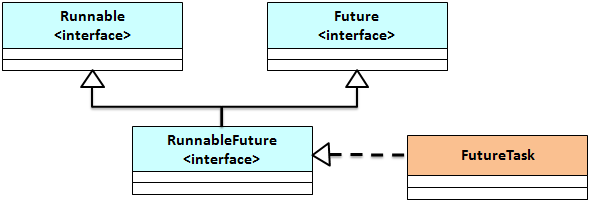 Runnable
<interface>
Future
<interface>
RunnableFuture
<interface>
FutureTask